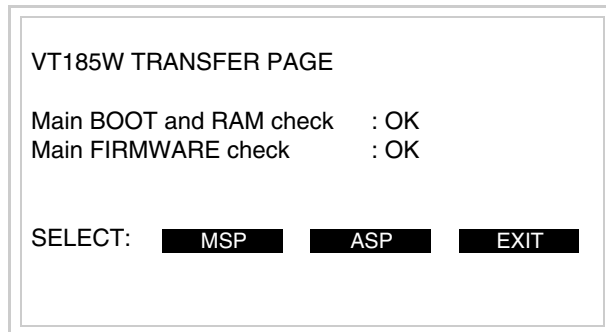 VT185W TRANSFER PAGE
Main BOOT and RAM check : OK
Main FIRMWARE check : OK
SELECT: MSP ASP EXIT